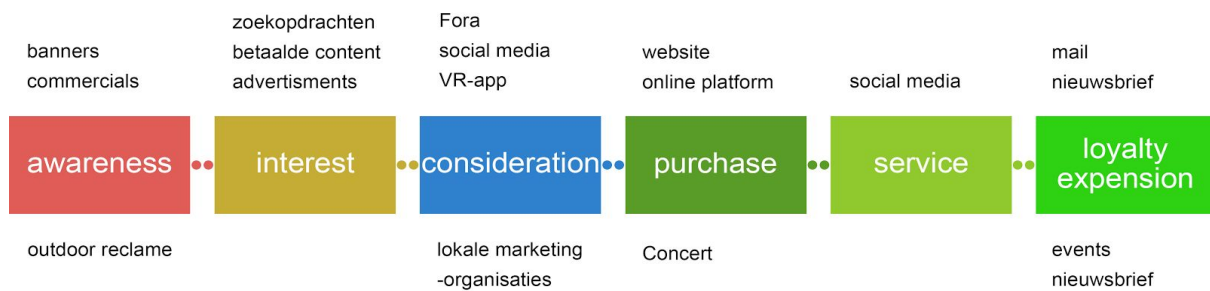 banners
commercials
zoekopdrachten
betaalde content
advertisments
Fora
social media
VR-app
website
online platform
social media
mail
nieuwsbrief
awareness
interest
consideration
purchase
service
loyalty
expension
outdoor reclame
lokale marketing
-organisaties
Concert
events
nieuwsbrief